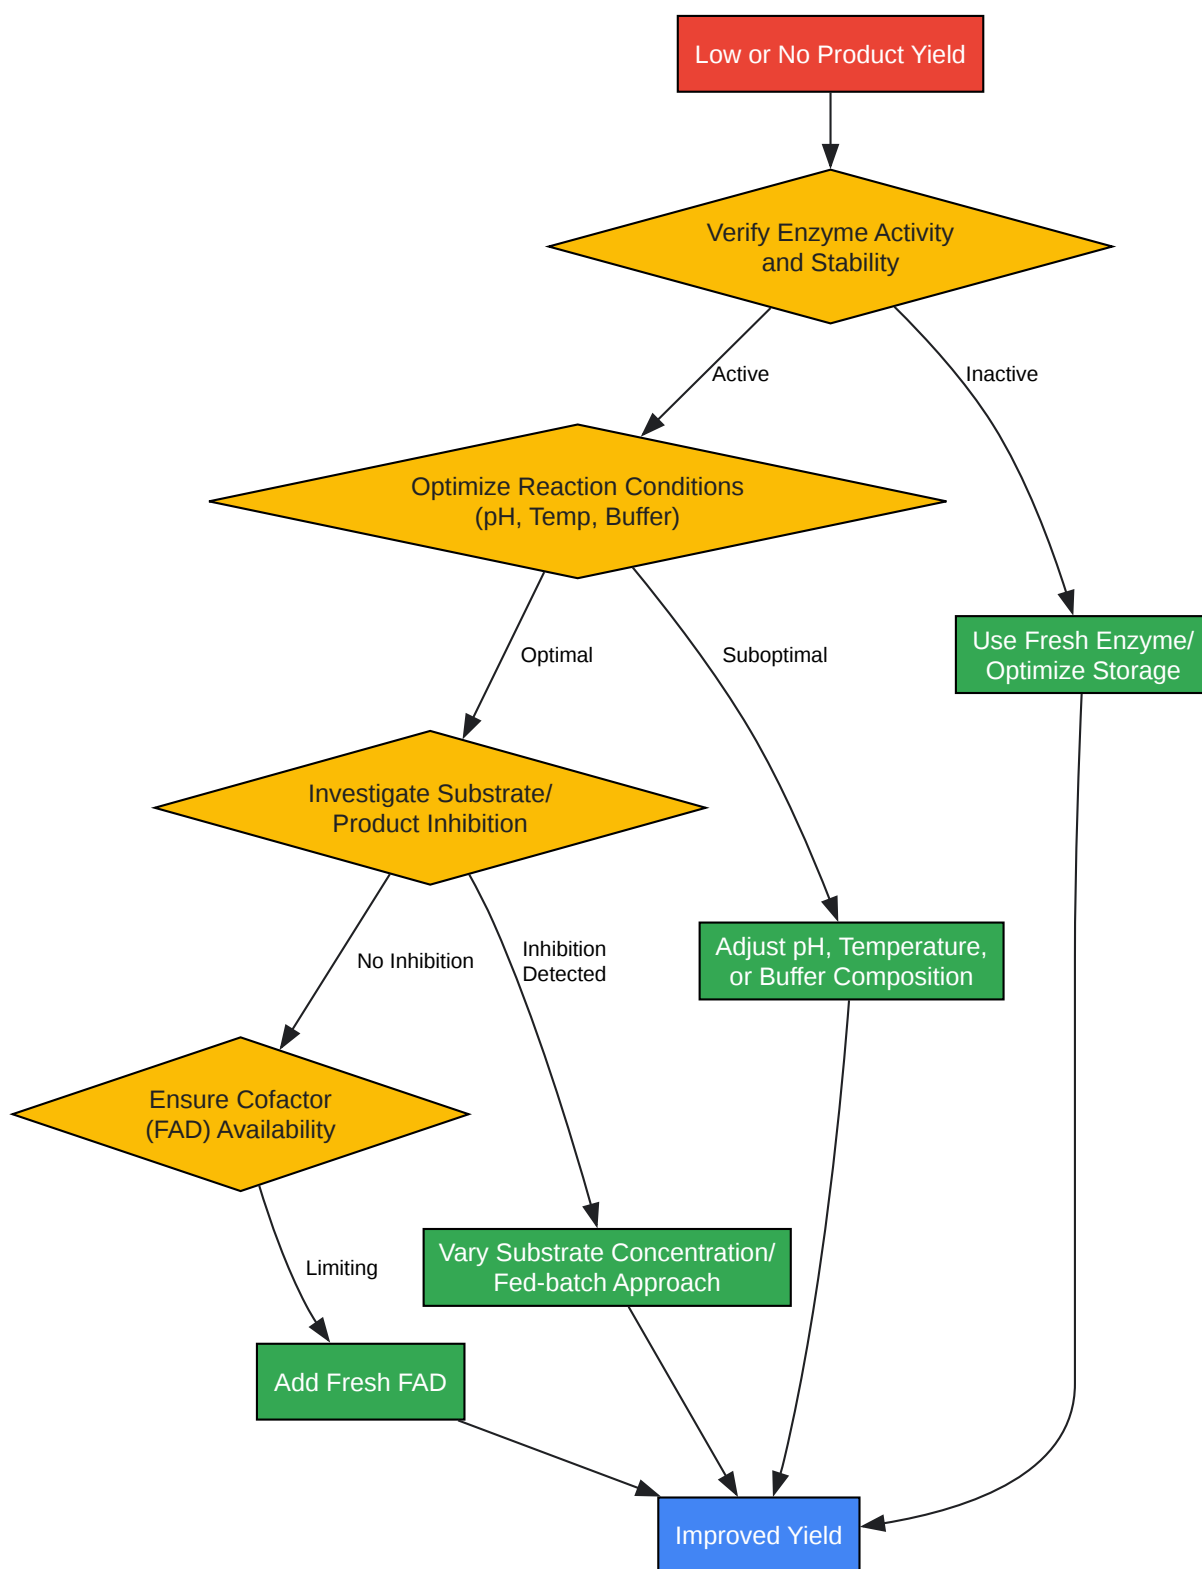 Low or No Product Yield
Verify Enzyme Activity
and Stability
Active
Inactive
Optimize Reaction Conditions
(pH, Temp, Buffer)
Optimal
Suboptimal
Use Fresh Enzyme/
Optimize Storage
Investigate Substrate/
Product Inhibition
No Inhibition
Inhibition
Detected
Adjust pH, Temperature,
or Buffer Composition
Ensure Cofactor
(FAD) Availability
Limiting
Vary Substrate Concentration/
Fed-batch Approach
Add Fresh FAD
Improved Yield